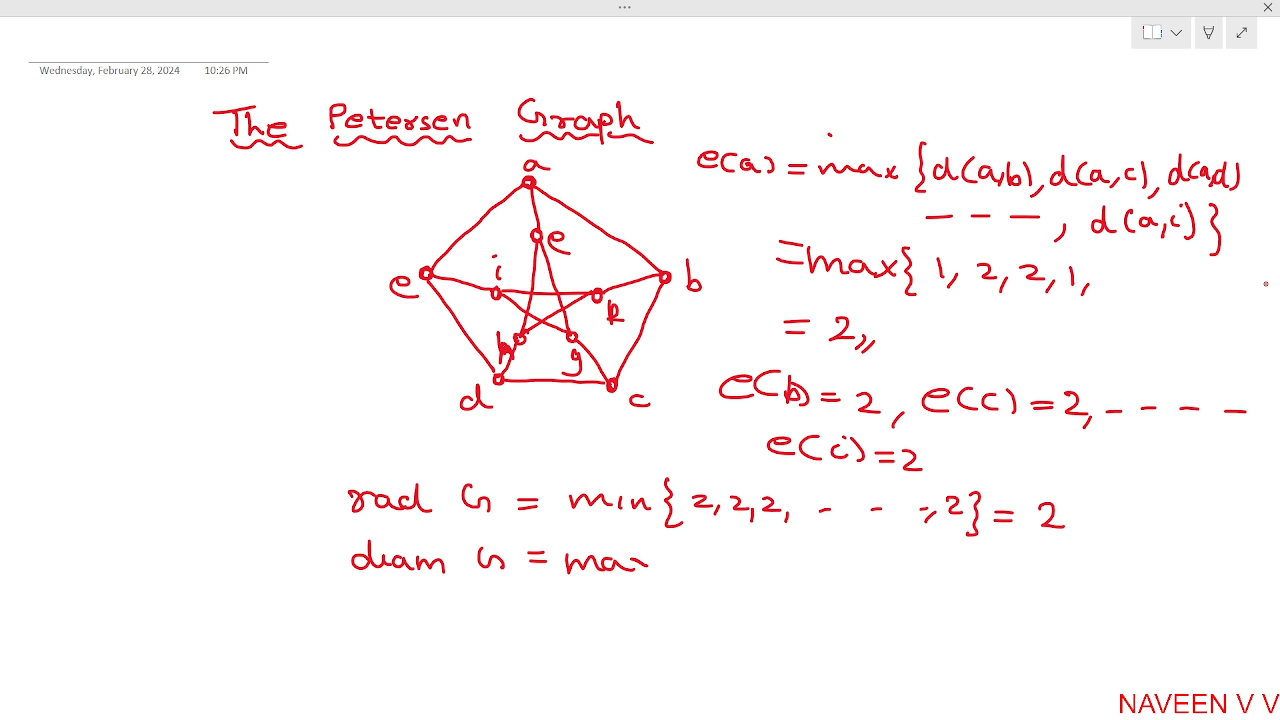 Wednesday, February 28, 2024 10:26 PM
The Petersen Graph
a
e
e
i
b
k
h
g
d
c
e(a) = max {d(a,b), d(a,c), d(a,d)
– – – , d(a,i)}
= max{ 1, 2, 2, 1,
= 2,,
e(b) = 2, e(c) = 2, – – – –
e(i) = 2
rad G = min{2,2,2, - - -, 2} = 2
diam G = max
NAVEEN V V